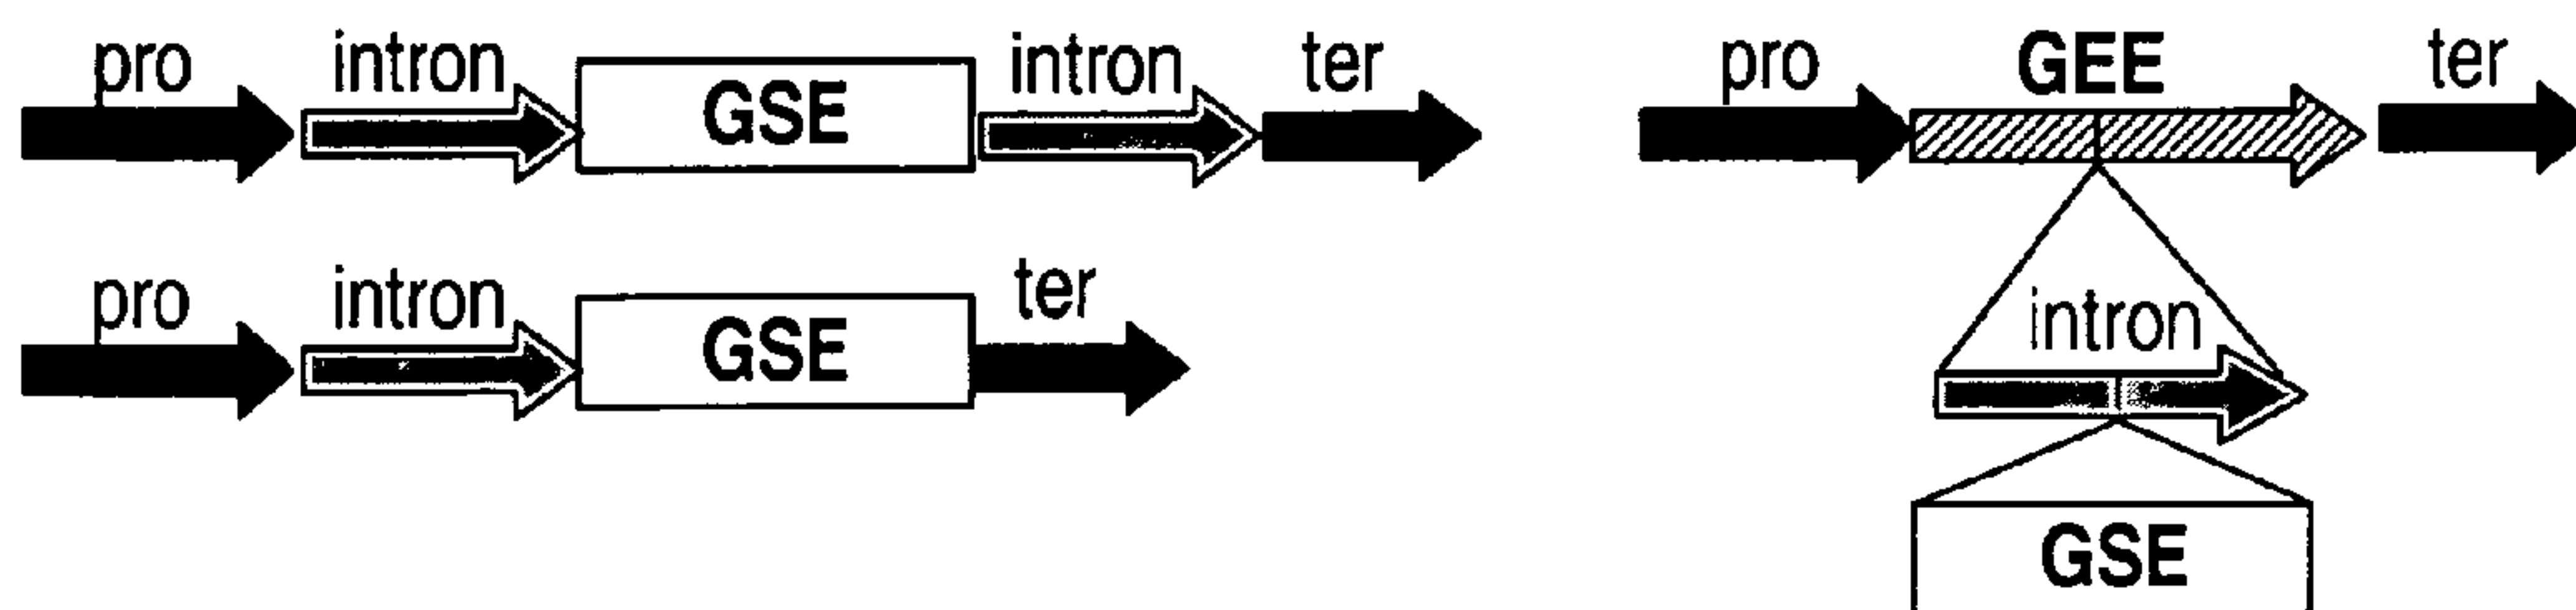 pro intron GSE intron ter
pro intron GSE ter
pro GEE ter
intron
GSE